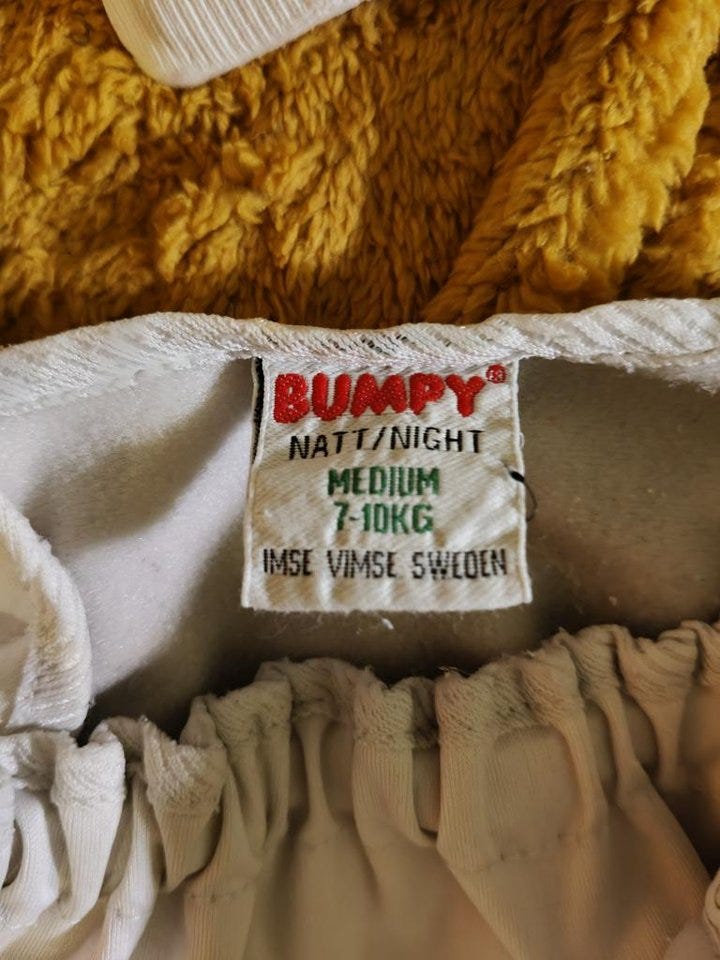 BUMPY®
NATT/NIGHT
MEDIUM
7-10KG
IMSE VIMSE SWEDEN